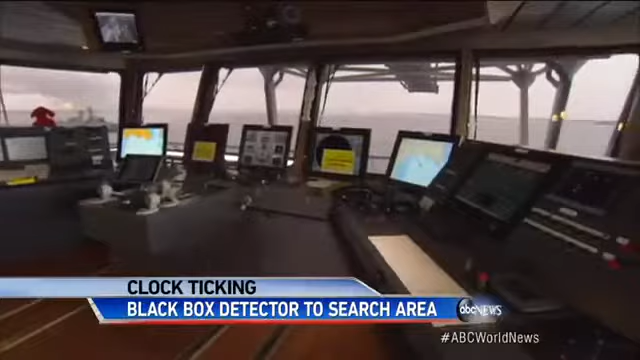 CLOCK TICKING
BLACK BOX DETECTOR TO SEARCH AREA
abc NEWS
#ABCWorldNews